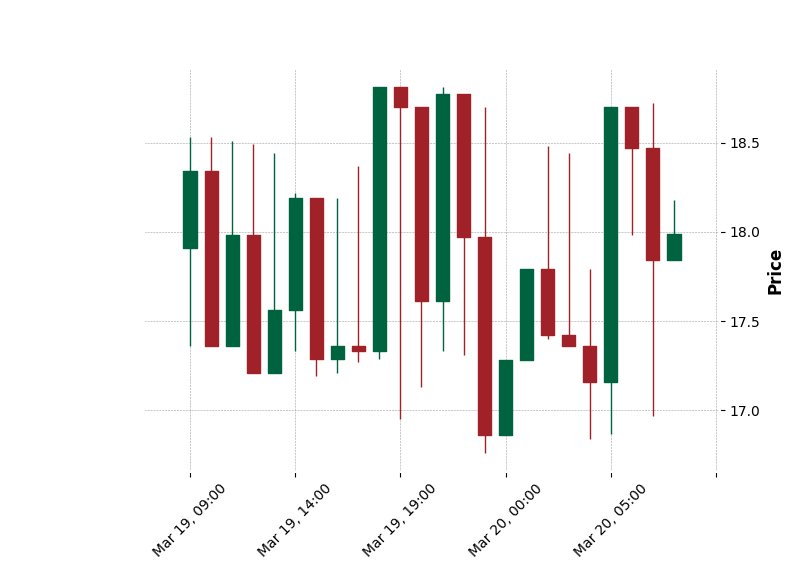 18.5
18.0
17.5
17.0
Price
Mar 19, 09:00
Mar 19, 14:00
Mar 19, 19:00
Mar 20, 00:00
Mar 20, 05:00